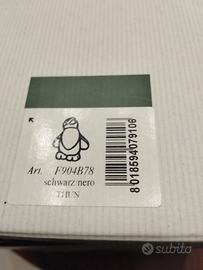 Art. F904B78
schwarz/nero
THUN
8018594079106
subito